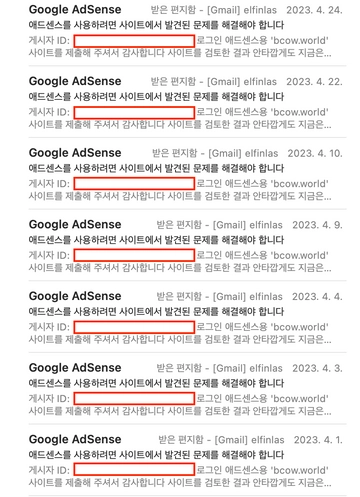 Google AdSense 받은 편지함 - [Gmail] elfinlas 2023. 4. 24.
애드센스를 사용하려면 사이트에서 발견된 문제를 해결해야 합니다
게시자 ID: 로그인 애드센스용 'bcow.world'
사이트를 제출해 주셔서 감사합니다 사이트를 검토한 결과 안타깝게도 지금은...
Google AdSense 받은 편지함 - [Gmail] elfinlas 2023. 4. 22.
애드센스를 사용하려면 사이트에서 발견된 문제를 해결해야 합니다
게시자 ID: 로그인 애드센스용 'bcow.world'
사이트를 제출해 주셔서 감사합니다 사이트를 검토한 결과 안타깝게도 지금은...
Google AdSense 받은 편지함 - [Gmail] elfinlas 2023. 4. 10.
애드센스를 사용하려면 사이트에서 발견된 문제를 해결해야 합니다
게시자 ID: 로그인 애드센스용 'bcow.world'
사이트를 제출해 주셔서 감사합니다 사이트를 검토한 결과 안타깝게도 지금은...
Google AdSense 받은 편지함 - [Gmail] elfinlas 2023. 4. 9.
애드센스를 사용하려면 사이트에서 발견된 문제를 해결해야 합니다
게시자 ID: 로그인 애드센스용 'bcow.world'
사이트를 제출해 주셔서 감사합니다 사이트를 검토한 결과 안타깝게도 지금은...
Google AdSense 받은 편지함 - [Gmail] elfinlas 2023. 4. 4.
애드센스를 사용하려면 사이트에서 발견된 문제를 해결해야 합니다
게시자 ID: 로그인 애드센스용 'bcow.world'
사이트를 제출해 주셔서 감사합니다 사이트를 검토한 결과 안타깝게도 지금은...
Google AdSense 받은 편지함 - [Gmail] elfinlas 2023. 4. 3.
애드센스를 사용하려면 사이트에서 발견된 문제를 해결해야 합니다
게시자 ID: 로그인 애드센스용 'bcow.world'
사이트를 제출해 주셔서 감사합니다 사이트를 검토한 결과 안타깝게도 지금은...
Google AdSense 받은 편지함 - [Gmail] elfinlas 2023. 4. 1.
애드센스를 사용하려면 사이트에서 발견된 문제를 해결해야 합니다
게시자 ID: 로그인 애드센스용 'bcow.world'
사이트를 제출해 주셔서 감사합니다 사이트를 검토한 결과 안타깝게도 지금은...